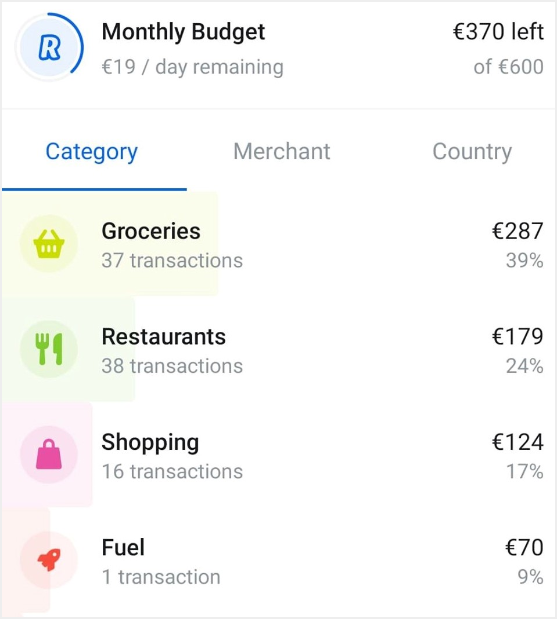 R
Monthly Budget
€370 left
€19 / day remaining
of €600
Category
Merchant
Country
Groceries
€287
37 transactions
39%
Restaurants
€179
38 transactions
24%
Shopping
€124
16 transactions
17%
Fuel
€70
1 transaction
9%